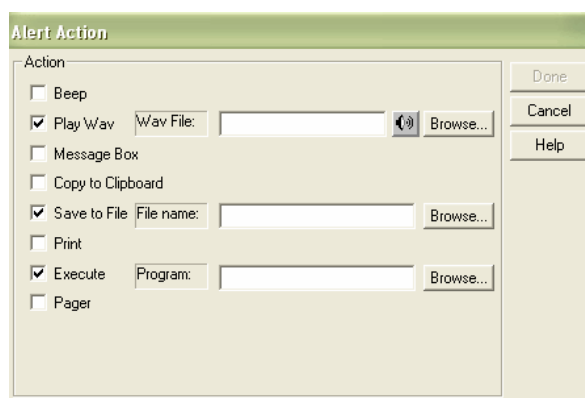 Alert Action
Action
Done
Beep
Cancel
Play Wav Wav File: Browse...
Help
Message Box
Copy to Clipboard
Save to File File name: Browse...
Print
Execute Program: Browse...
Pager